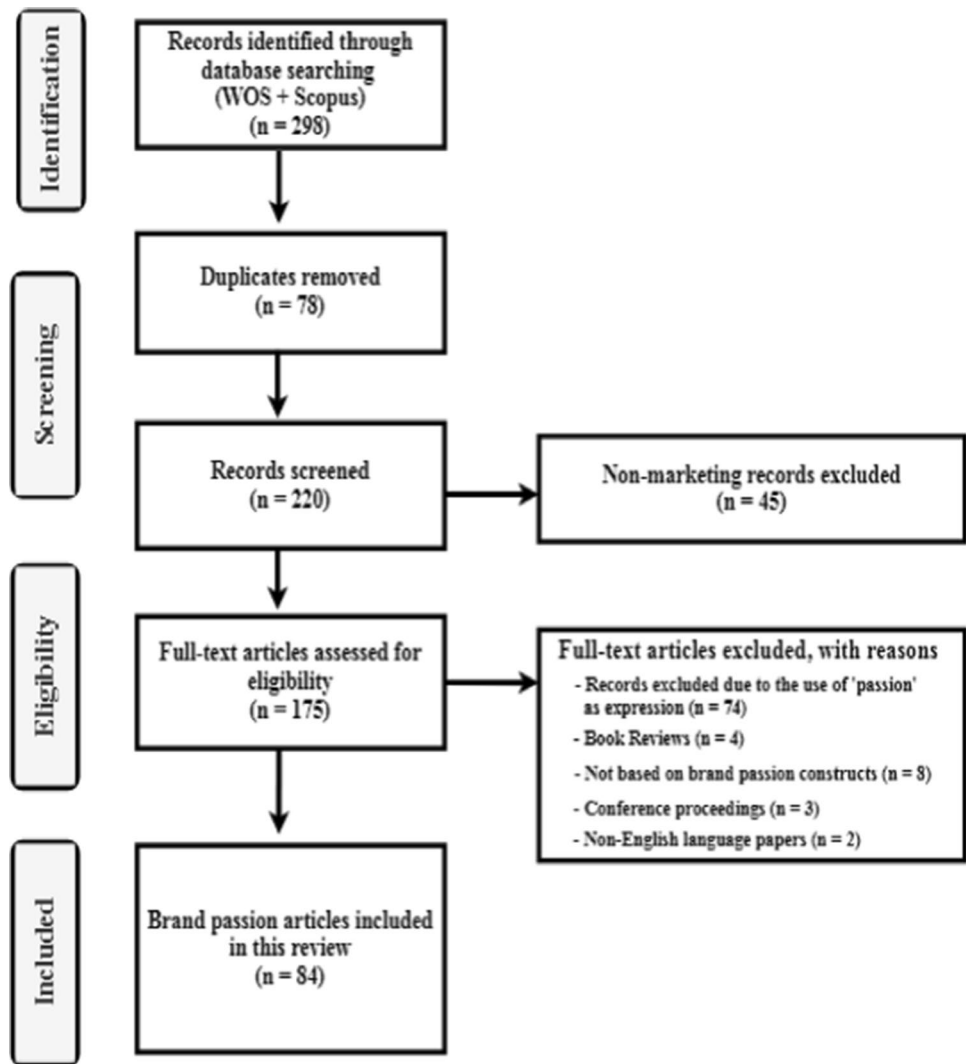 Identification
Records identified through
database searching
(WOS + Scopus)
(n = 298)
Screening
Duplicates removed
(n = 78)
Records screened
(n = 220)
Non-marketing records excluded
(n = 45)
Eligibility
Full-text articles assessed for
eligibility
(n = 175)
Full-text articles excluded, with reasons
- Records excluded due to the use of 'passion'
as expression (n = 74)
- Book Reviews (n = 4)
- Not based on brand passion constructs (n = 8)
- Conference proceedings (n = 3)
- Non-English language papers (n = 2)
Included
Brand passion articles included
in this review
(n = 84)